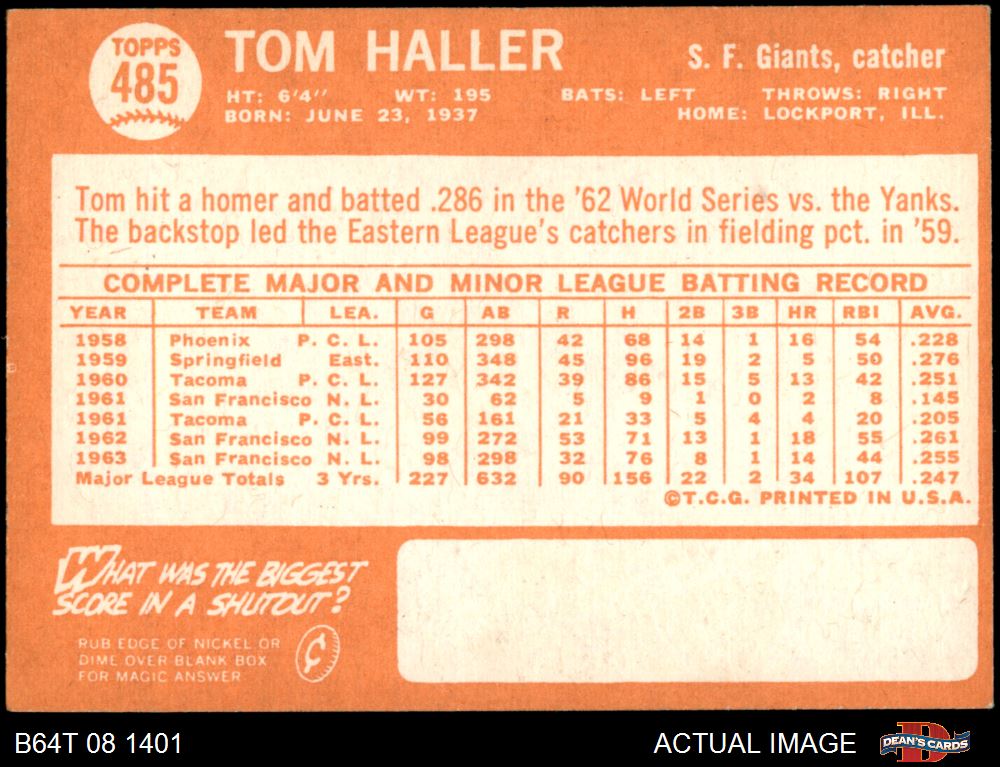 TOPPS
485
TOM HALLER
S. F. Giants, catcher
HT: 6'4" WT: 195 BATS: LEFT THROWS: RIGHT
BORN: JUNE 23, 1937 HOME: LOCKPORT, ILL.
Tom hit a homer and batted .286 in the '62 World Series vs. the Yanks.
The backstop led the Eastern League's catchers in fielding pct. in '59.
COMPLETE MAJOR AND MINOR LEAGUE BATTING RECORD
YEAR TEAM LEA. G AB R H 2B 3B HR RBI AVG.
1958 Phoenix P. C. L. 105 298 42 68 14 1 16 54 .228
1959 Springfield East. 110 348 45 96 19 2 5 50 .276
1960 Tacoma P. C. L. 127 342 39 86 15 5 13 42 .251
1961 San Francisco N. L. 30 62 5 9 1 0 2 8 .145
1961 Tacoma P. C. L. 56 161 21 33 5 4 4 20 .205
1962 San Francisco N. L. 99 272 53 71 13 1 18 55 .261
1963 San Francisco N. L. 98 298 32 76 8 1 14 44 .255
Major League Totals 3 Yrs. 227 632 90 156 22 2 34 107 .247
©T.C.G. PRINTED IN U.S.A.
WHAT WAS THE BIGGEST
SCORE IN A SHUTOUT?
RUB EDGE OF NICKEL OR
DIME OVER BLANK BOX
FOR MAGIC ANSWER
¢
B64T 08 1401
ACTUAL IMAGE
D
DEAN'S CARDS